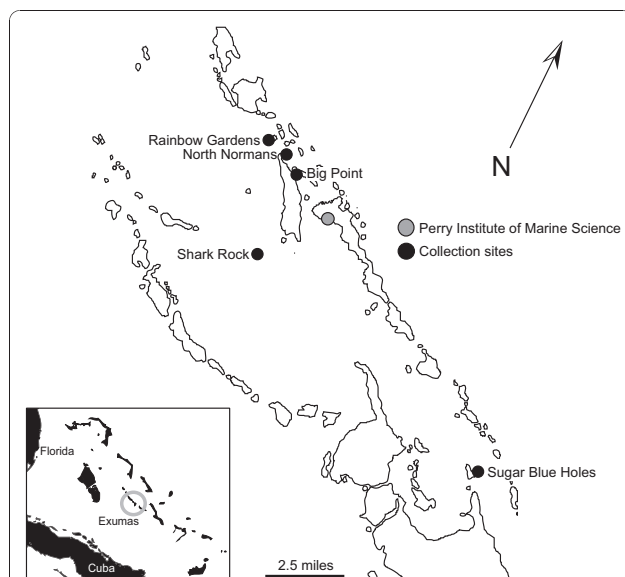 Rainbow Gardens
North Normans
Big Point
N
Perry Institute of Marine Science
Collection sites
Shark Rock
Sugar Blue Holes
Florida
Exumas
Cuba
2.5 miles